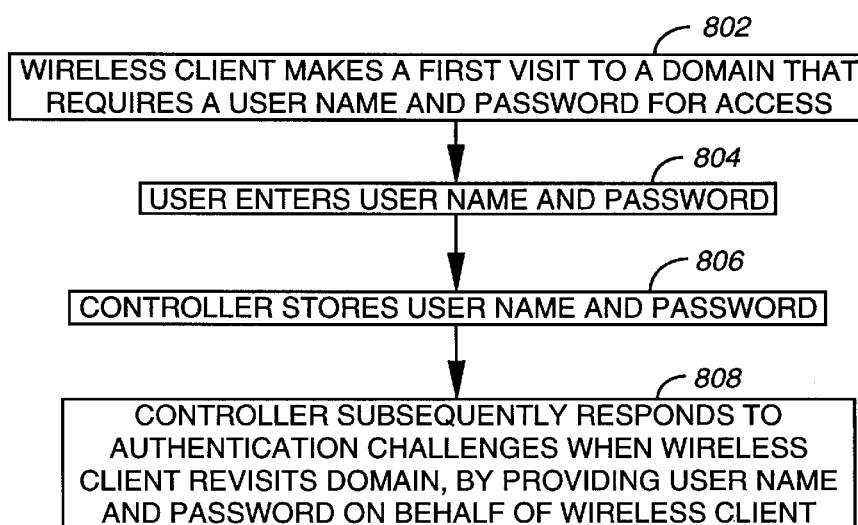 802
WIRELESS CLIENT MAKES A FIRST VISIT TO A DOMAIN THAT
REQUIRES A USER NAME AND PASSWORD FOR ACCESS
804
USER ENTERS USER NAME AND PASSWORD
806
CONTROLLER STORES USER NAME AND PASSWORD
808
CONTROLLER SUBSEQUENTLY RESPONDS TO
AUTHENTICATION CHALLENGES WHEN WIRELESS
CLIENT REVISITS DOMAIN, BY PROVIDING USER NAME
AND PASSWORD ON BEHALF OF WIRELESS CLIENT